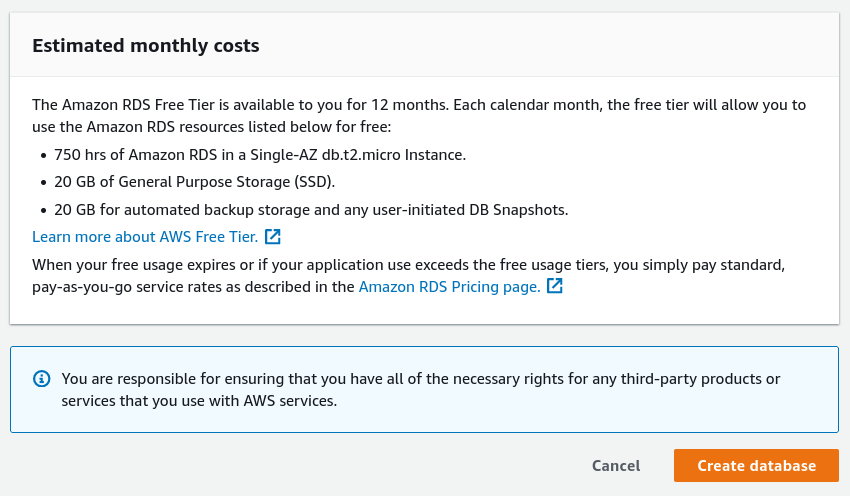 Estimated monthly costs
The Amazon RDS Free Tier is available to you for 12 months. Each calendar month, the free tier will allow you to
use the Amazon RDS resources listed below for free:
• 750 hrs of Amazon RDS in a Single-AZ db.t2.micro Instance.
• 20 GB of General Purpose Storage (SSD).
• 20 GB for automated backup storage and any user-initiated DB Snapshots.
Learn more about AWS Free Tier.
When your free usage expires or if your application use exceeds the free usage tiers, you simply pay standard,
pay-as-you-go service rates as described in the Amazon RDS Pricing page.
You are responsible for ensuring that you have all of the necessary rights for any third-party products or
services that you use with AWS services.
Cancel Create database